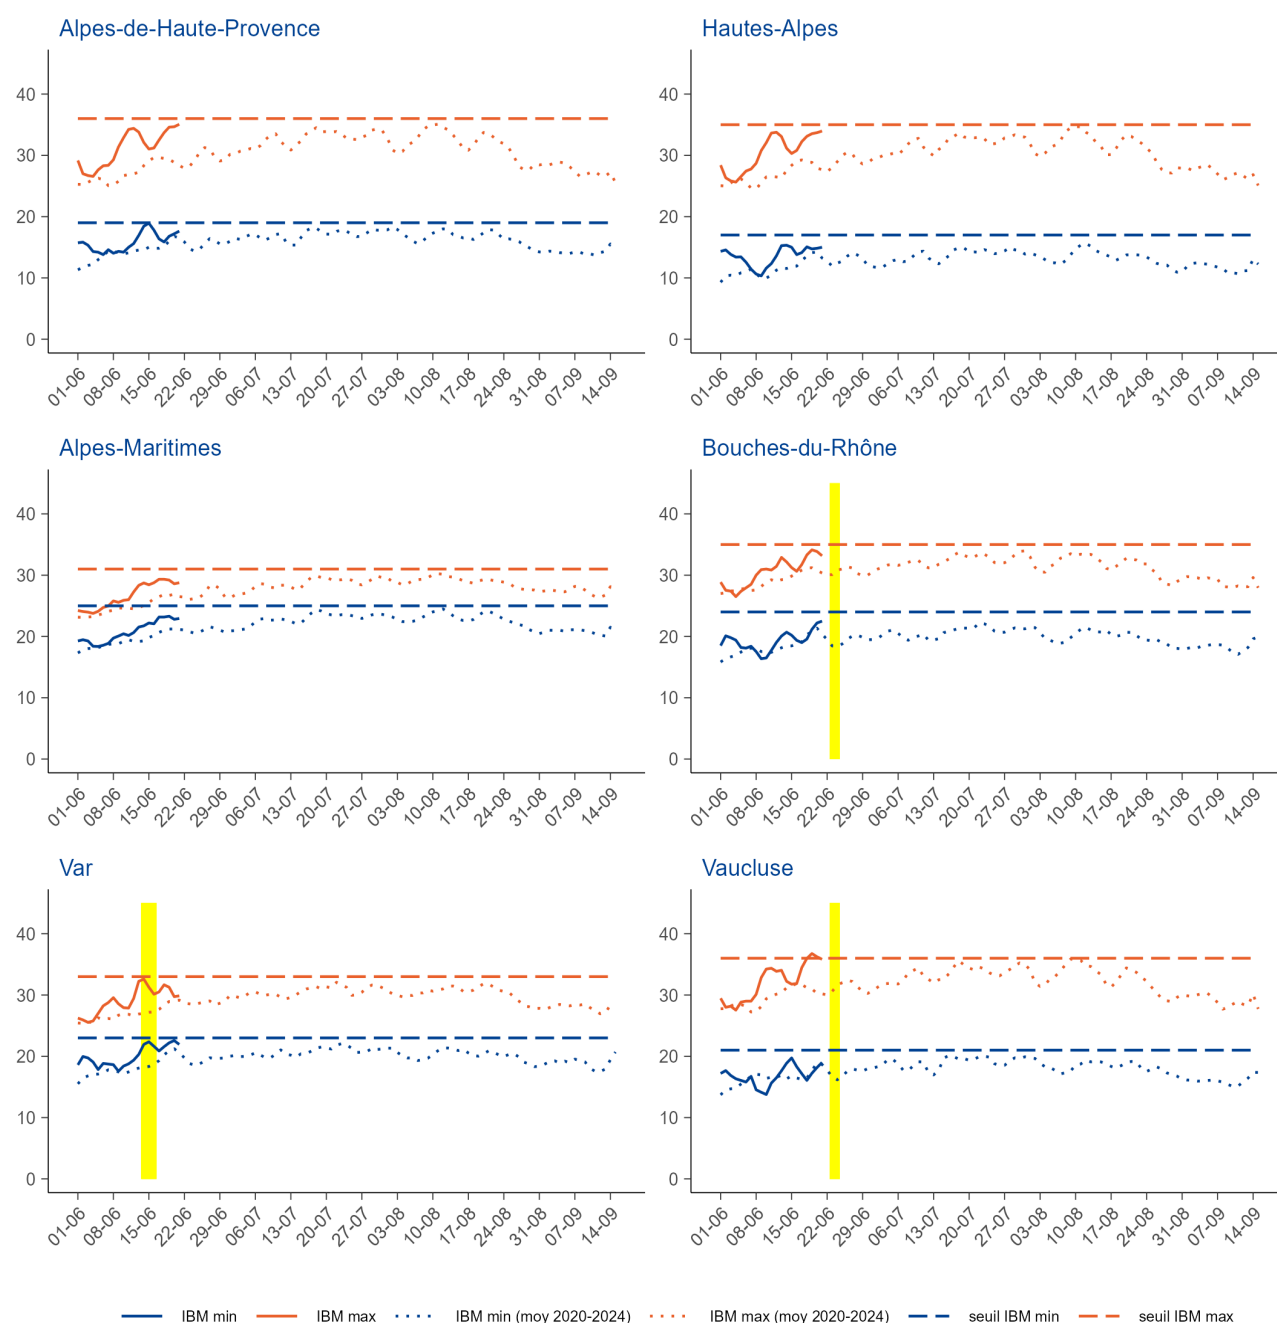 Alpes-de-Haute-Provence
Hautes-Alpes
40
30
20
10
0
01-06 08-06 15-06 22-06 29-06 06-07 13-07 20-07 27-07 03-08 10-08 17-08 24-08 31-08 07-09 14-09
40
30
20
10
0
01-06 08-06 15-06 22-06 29-06 06-07 13-07 20-07 27-07 03-08 10-08 17-08 24-08 31-08 07-09 14-09
Alpes-Maritimes
Bouches-du-Rhône
40
30
20
10
0
01-06 08-06 15-06 22-06 29-06 06-07 13-07 20-07 27-07 03-08 10-08 17-08 24-08 31-08 07-09 14-09
40
30
20
10
0
01-06 08-06 15-06 22-06 29-06 06-07 13-07 20-07 27-07 03-08 10-08 17-08 24-08 31-08 07-09 14-09
Var
Vaucluse
40
30
20
10
0
01-06 08-06 15-06 22-06 29-06 06-07 13-07 20-07 27-07 03-08 10-08 17-08 24-08 31-08 07-09 14-09
40
30
20
10
0
01-06 08-06 15-06 22-06 29-06 06-07 13-07 20-07 27-07 03-08 10-08 17-08 24-08 31-08 07-09 14-09
IBM min IBM max IBM min (moy 2020-2024) IBM max (moy 2020-2024) seuil IBM min seuil IBM max